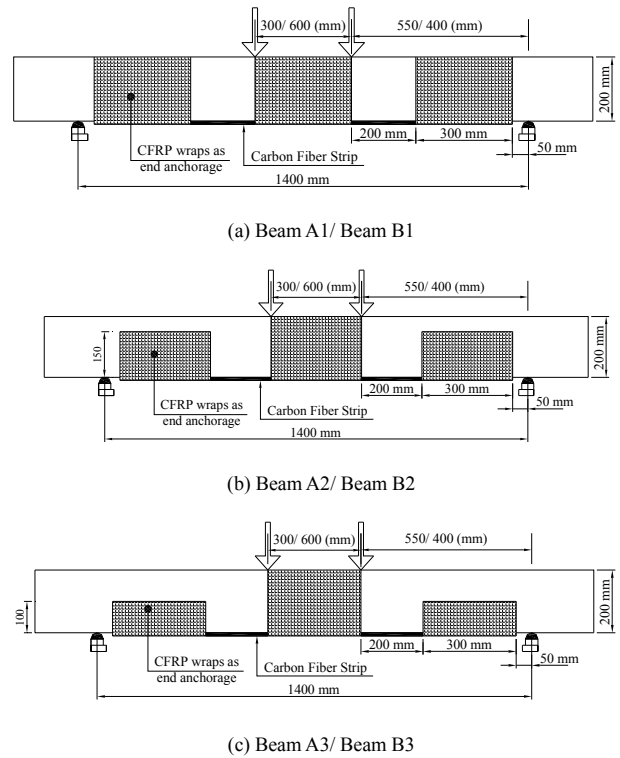 300/ 600 (mm)
550/ 400 (mm)
200 mm
200 mm
300 mm
50 mm
CFRP wraps as
end anchorage
Carbon Fiber Strip
1400 mm
(a) Beam A1/ Beam B1
300/ 600 (mm)
550/ 400 (mm)
150
200 mm
200 mm
300 mm
50 mm
CFRP wraps as
end anchorage
Carbon Fiber Strip
1400 mm
(b) Beam A2/ Beam B2
300/ 600 (mm)
550/ 400 (mm)
100
200 mm
200 mm
300 mm
50 mm
CFRP wraps as
end anchorage
Carbon Fiber Strip
1400 mm
(c) Beam A3/ Beam B3